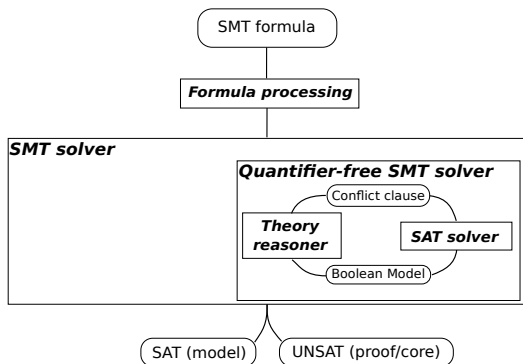 SMT formula
Formula processing
SMT solver
Quantifier-free SMT solver
Conflict clause
Theory
reasoner
SAT solver
Boolean Model
SAT (model)
UNSAT (proof/core)